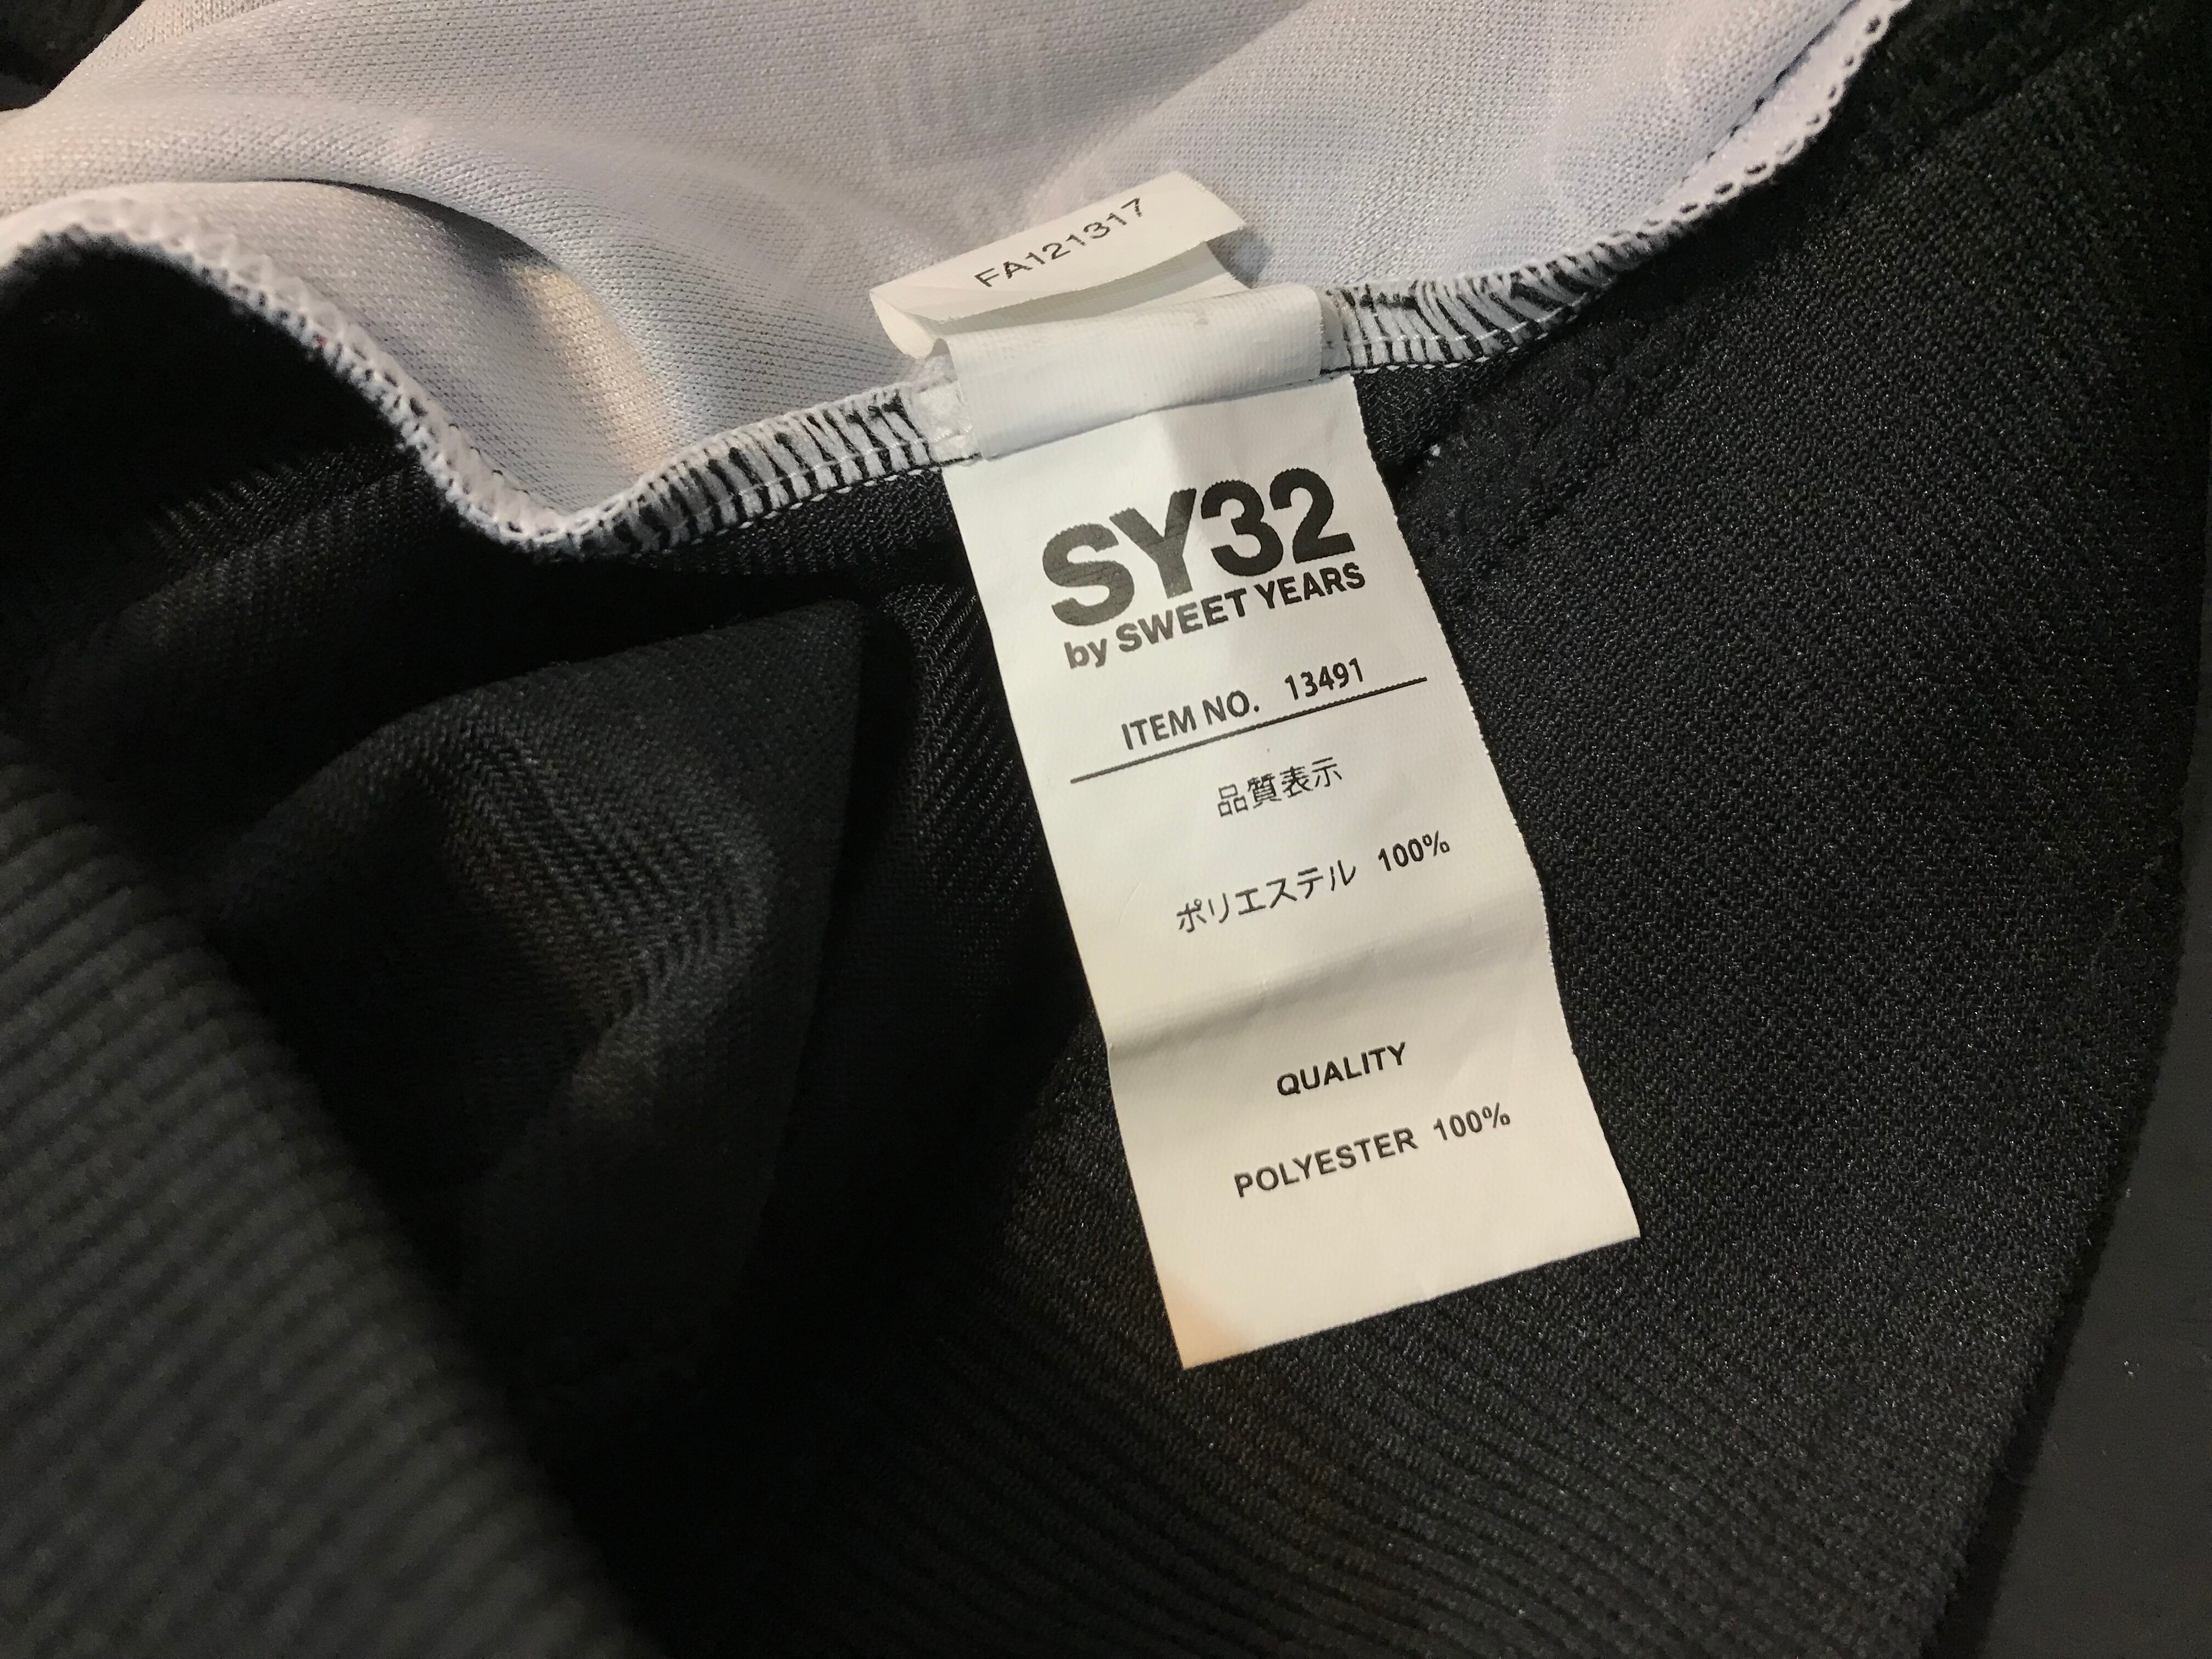 FA121317
SY32
by SWEET YEARS
ITEM NO. 13491
品質表示
ポリエステル 100%
QUALITY
POLYESTER 100%